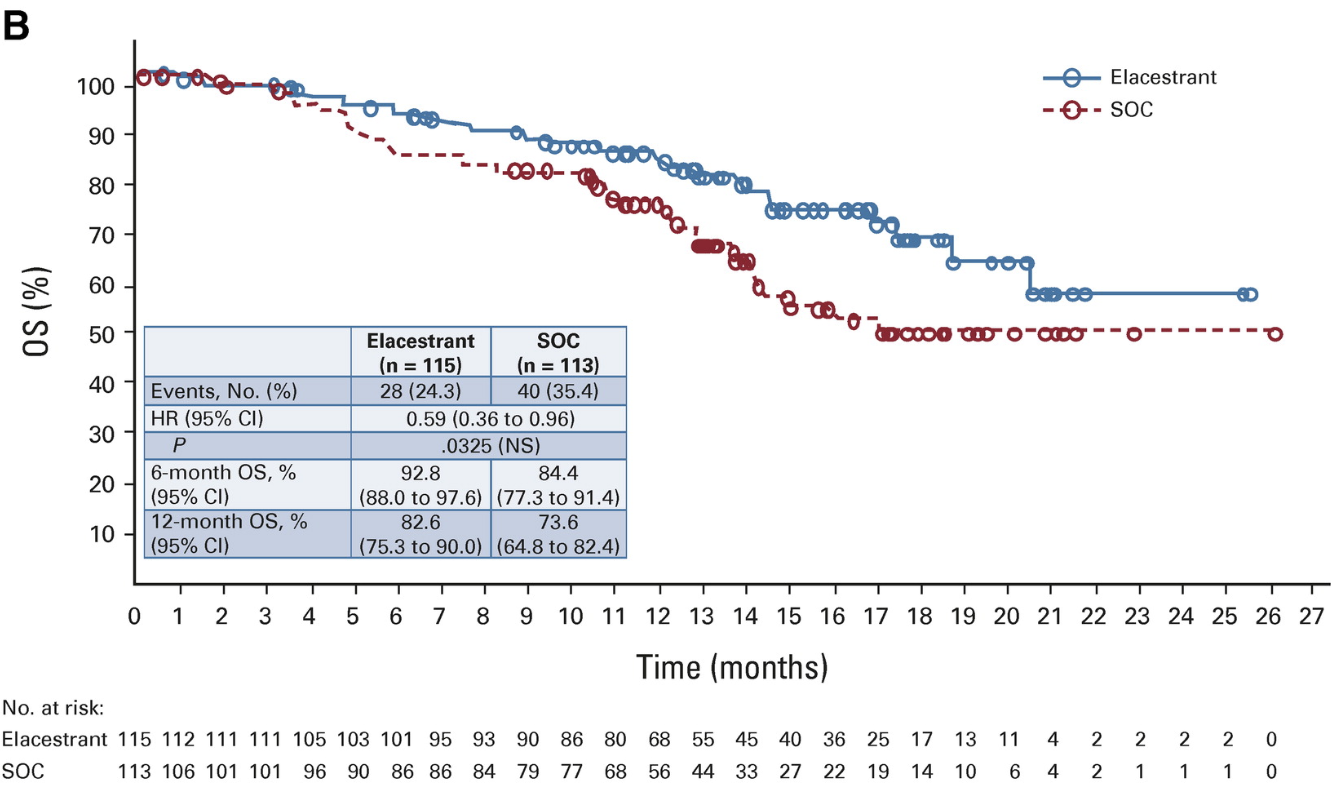 B
Elacestrant
SOC
OS (%)
100
90
80
70
60
50
40
30
20
10
Elacestrant (n = 115) SOC (n = 113)
Events, No. (%) 28 (24.3) 40 (35.4)
HR (95% CI) 0.59 (0.36 to 0.96)
P .0325 (NS)
6-month OS, % 92.8 84.4
(95% CI) (88.0 to 97.6) (77.3 to 91.4)
12-month OS, % 82.6 73.6
(95% CI) (75.3 to 90.0) (64.8 to 82.4)
0 1 2 3 4 5 6 7 8 9 10 11 12 13 14 15 16 17 18 19 20 21 22 23 24 25 26 27
Time (months)
No. at risk:
Elacestrant 115 112 111 111 105 103 101 95 93 90 86 80 68 55 45 40 36 25 17 13 11 4 2 2 2 2 0
SOC 113 106 101 101 96 90 86 86 84 79 77 68 56 44 33 27 22 19 14 10 6 4 2 1 1 1 0